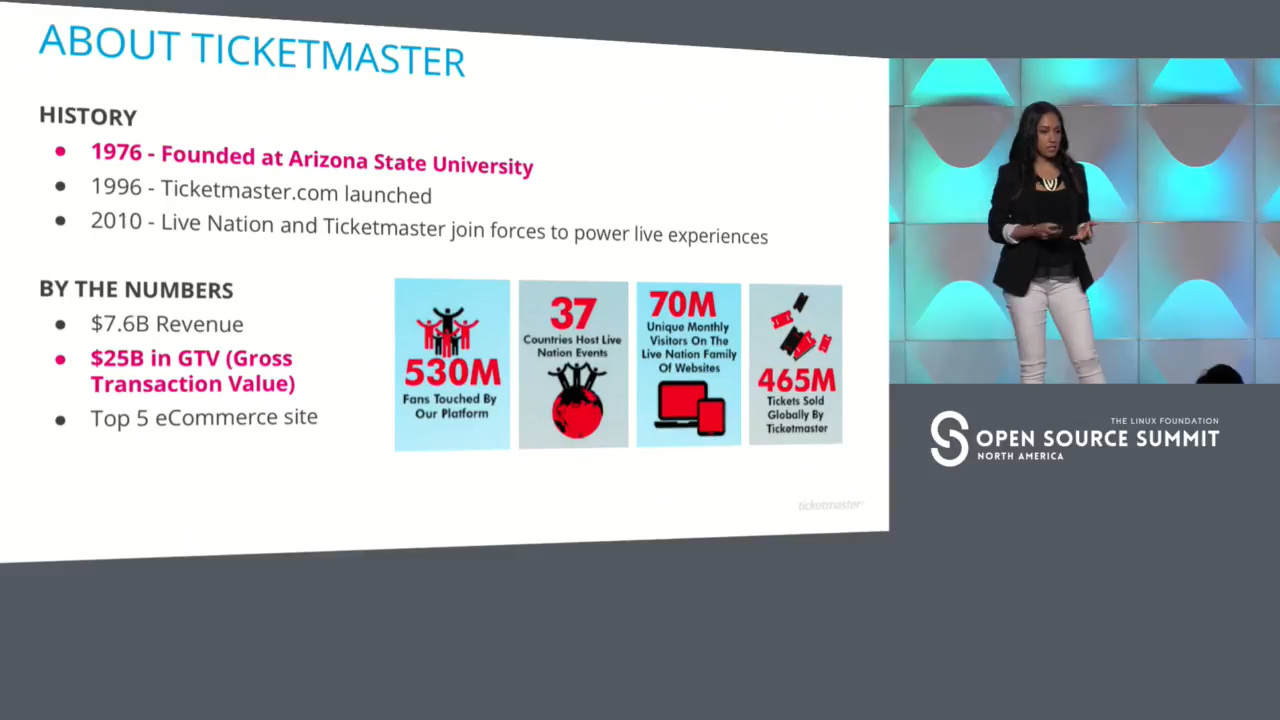 ABOUT TICKETMASTER
HISTORY
● 1976 - Founded at Arizona State University
● 1996 - Ticketmaster.com launched
● 2010 - Live Nation and Ticketmaster join forces to power live experiences
BY THE NUMBERS
● $7.6B Revenue
● $25B in GTV (Gross
Transaction Value)
● Top 5 eCommerce site
530M
Fans Touched By
Our Platform
37
Countries Host Live
Nation Events
70M
Unique Monthly
Visitors On The
Live Nation Family
Of Websites
465M
Tickets Sold
Globally By
Ticketmaster
ticketmaster
THE LINUX FOUNDATION
OPEN SOURCE SUMMIT
NORTH AMERICA